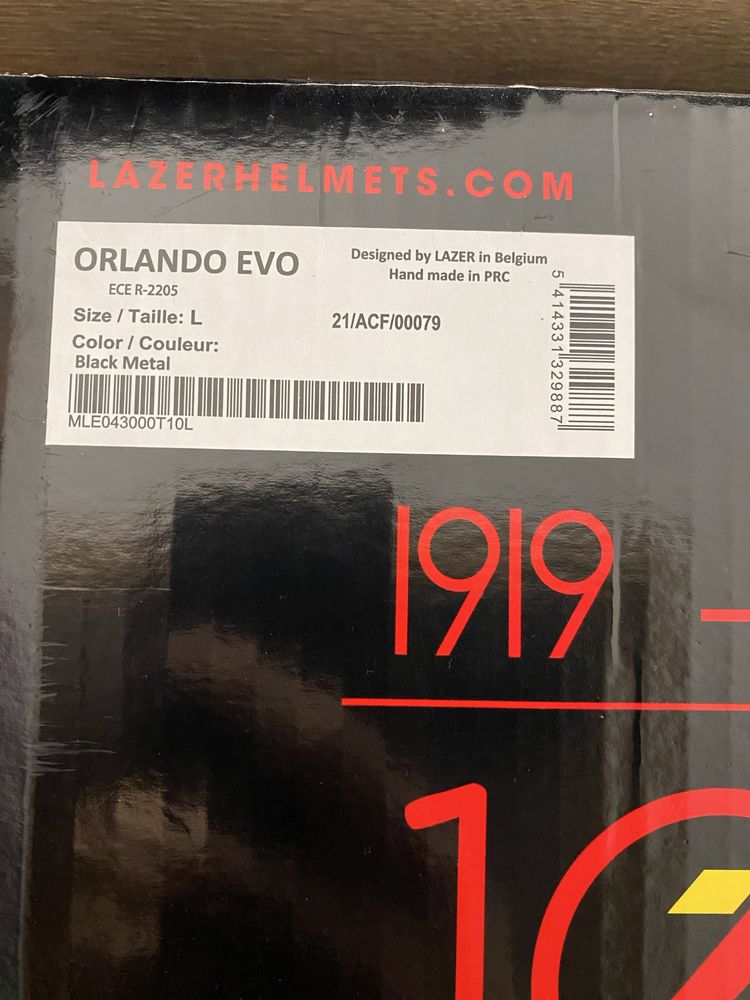 LAZERHELMETS.COM
ORLANDO EVO
ECE R-2205
Size / Taille: L
Color / Couleur:
Black Metal
MLE043000T10L
Designed by LAZER in Belgium
Hand made in PRC
21/ACF/00079
5 414331 329887
1919